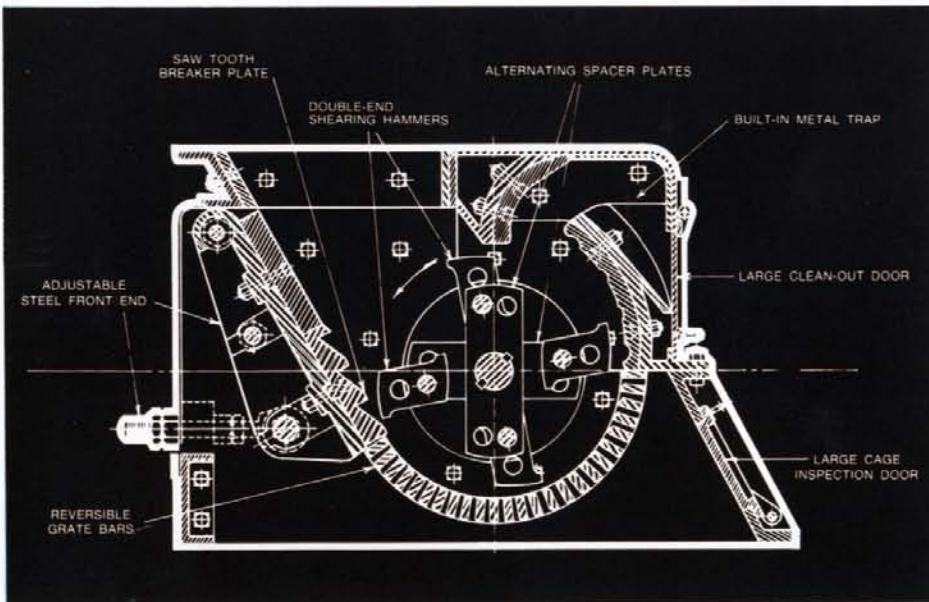 SAW TOOTH
BREAKER PLATE
ALTERNATING SPACER PLATES
DOUBLE-END
SHEARING HAMMERS
BUILT-IN METAL TRAP
ADJUSTABLE
STEEL FRONT END
LARGE CLEAN-OUT DOOR
LARGE CAGE
INSPECTION DOOR
REVERSIBLE
GRATE BARS